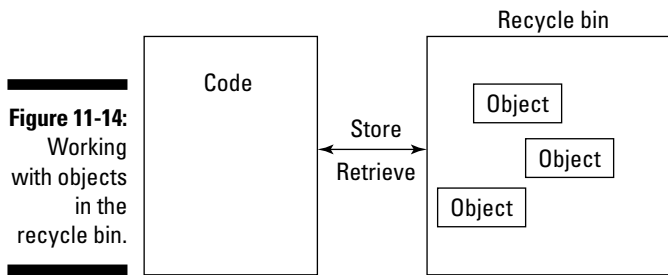 Recycle bin
Code
Object
Figure 11-14:
Working
with objects
in the
recycle bin.
Store
Retrieve
Object
Object